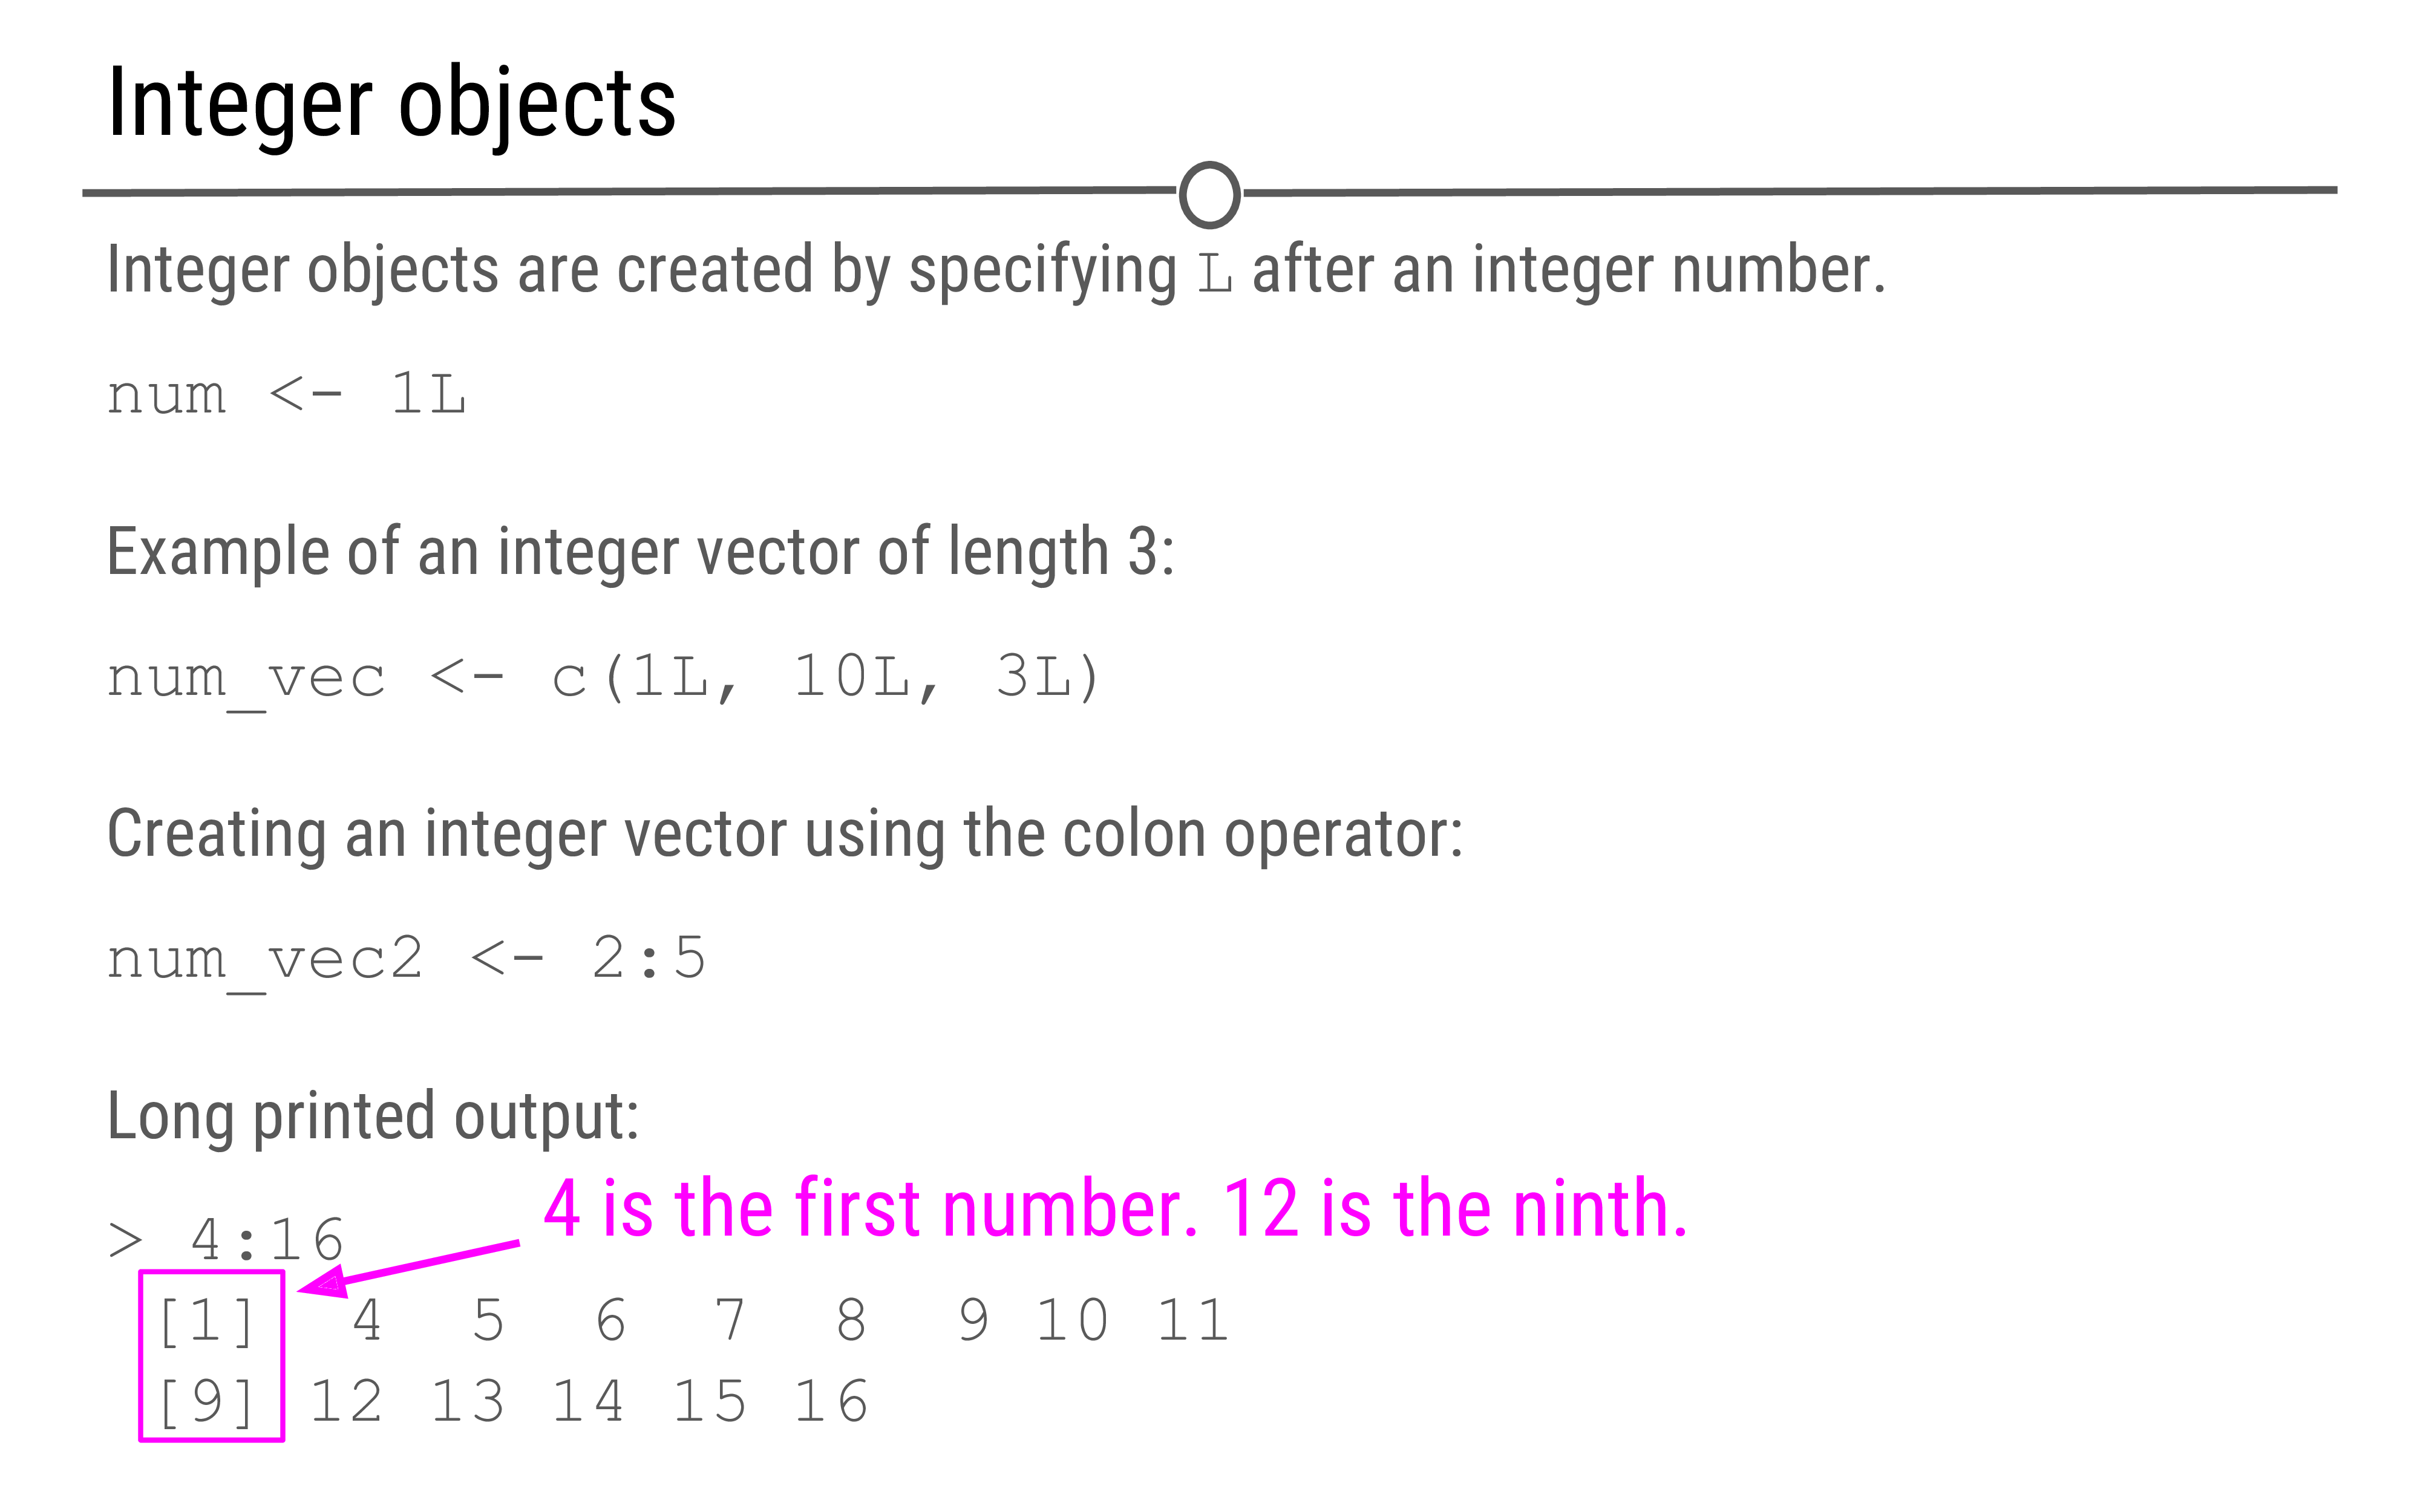 Integer objects
Integer objects are created by specifying L after an integer number.
num <- 1L
Example of an integer vector of length 3:
num_vec <- c(1L, 10L, 3L)
Creating an integer vector using the colon operator:
num_vec2 <- 2:5
Long printed output:
4 is the first number. 12 is the ninth.
> 4:16
[1] 4 5 6 7 8 9 10 11
[9] 12 13 14 15 16